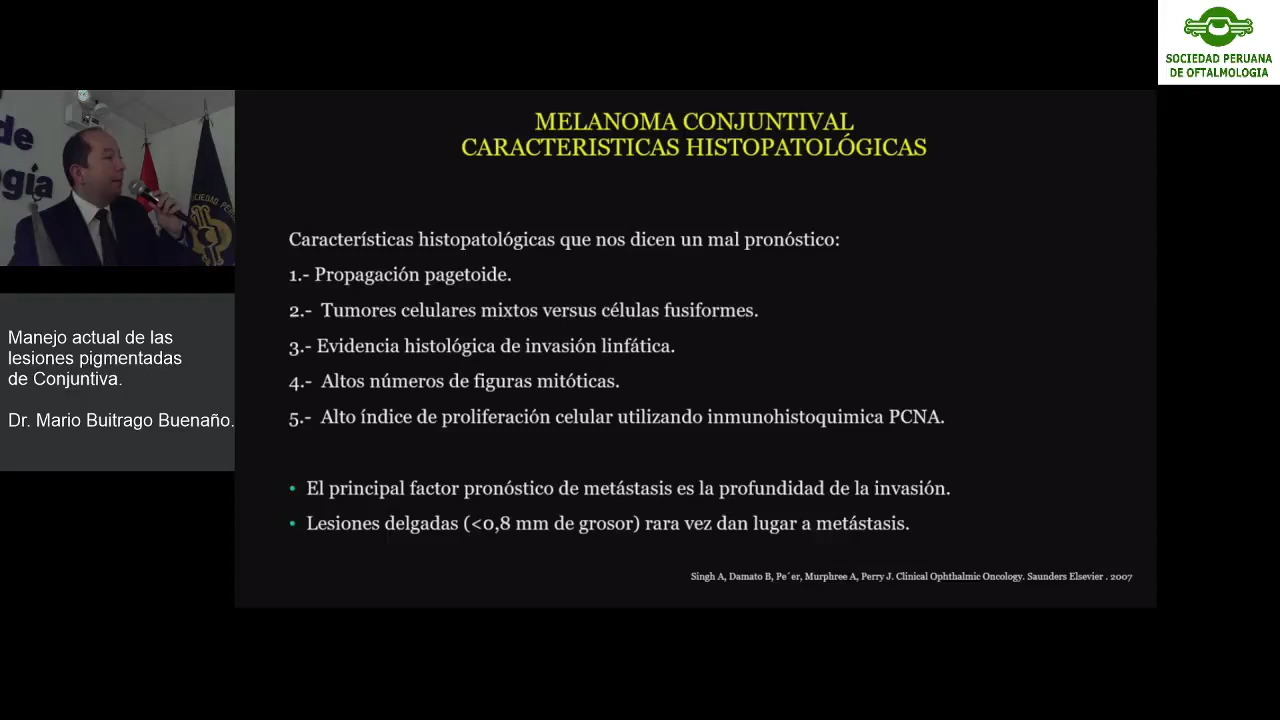 SOCIEDAD PERUANA
DE OFTALMOLOGIA
de
ogía
SOCIEDAD PERU
MELANOMA CONJUNTIVAL
CARACTERISTICAS HISTOPATOLÓGICAS
Características histopatológicas que nos dicen un mal pronóstico:
1.- Propagación pagetoide.
2.- Tumores celulares mixtos versus células fusiformes.
3.- Evidencia histológica de invasión linfática.
4.- Altos números de figuras mitóticas.
5.- Alto índice de proliferación celular utilizando inmunohistoquimica PCNA.
• El principal factor pronóstico de metástasis es la profundidad de la invasión.
• Lesiones delgadas (<0,8 mm de grosor) rara vez dan lugar a metástasis.
Singh A, Damato B, Pe´er, Murphree A, Perry J. Clinical Ophthalmic Oncology. Saunders Elsevier . 2007
Manejo actual de las
lesiones pigmentadas
de Conjuntiva.
Dr. Mario Buitrago Buenaño.